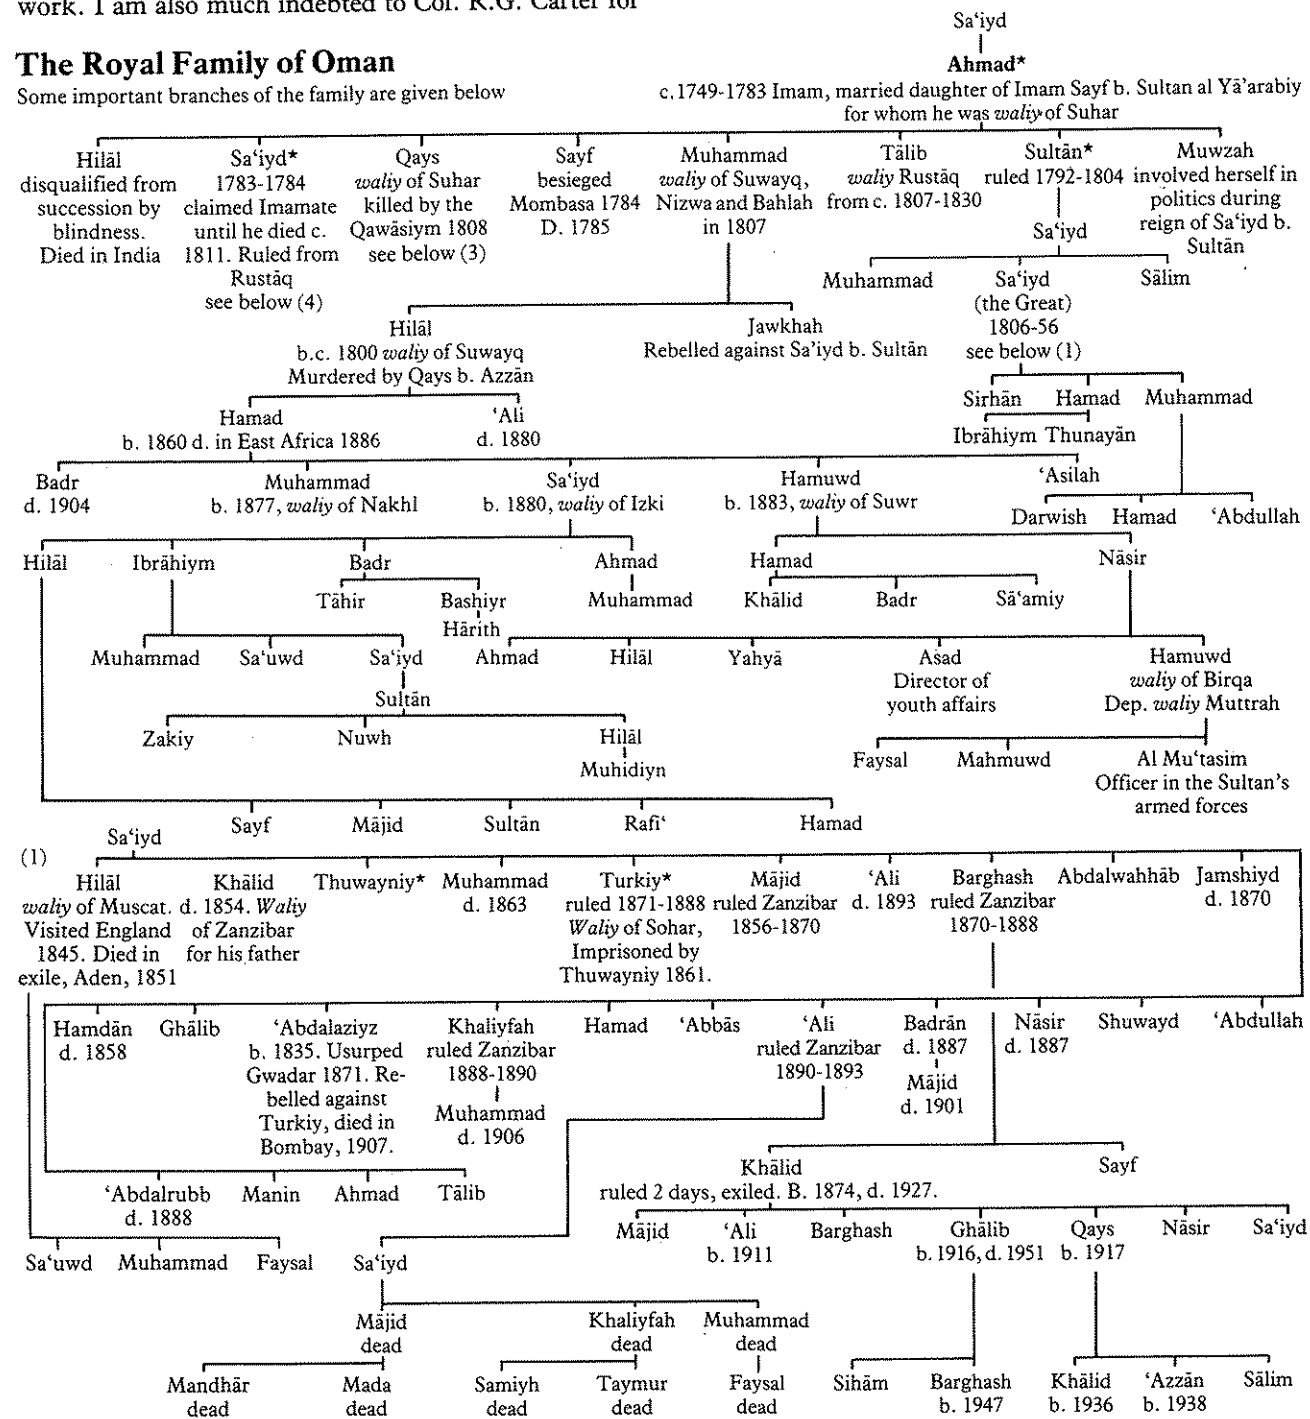 work. I am also much indebted to Col. R.G. Carter for
The Royal Family of Oman
Some important branches of the family are given below
Sa‘iyd
Ahmad*
c.1749-1783 Imam, married daughter of Imam Sayf b. Sultan al Yā’arabiy
for whom he was waliy of Suhar
Hilāl Sa‘iyd* Qays Sayf Muhammad Tālib Sultān* Muwzah
disqualified from 1783-1784 waliy of Suhar besieged waliy of Suwayq, waliy Rustāq ruled 1792-1804 involved herself in
succession by claimed Imamate killed by the Mombasa 1784 Nizwa and Bahlah from c. 1807-1830 politics during
blindness. until he died c. Qawāsiym 1808 D. 1785 in 1807 Sa‘iyd reign of Sa‘iyd b.
Died in India 1811. Ruled from see below (3) Sultān
Rustāq Muhammad Sa‘iyd Sālim
see below (4) (the Great)
Hilāl Jawkhah 1806-56
b.c. 1800 waliy of Suwayq Rebelled against Sa’iyd b. Sultān see below (1)
Murdered by Qays b. Azzān
Sirhān Hamad Muhammad
Hamad ‘Ali
b. 1860 d. in East Africa 1886 d. 1880 Ibrāhiym Thunayān
Badr Muhammad Sa‘iyd Hamuwd ‘Asilah
d. 1904 b. 1877, waliy of Nakhl b. 1880, waliy of Izki b. 1883, waliy of Suwr
Darwish Hamad ‘Abdullah
Hilāl Ibrāhiym Badr Ahmad Hamad Nāsir
Tāhir Bashiyr Muhammad Khālid Badr Sā‘amiy
Hārith
Muhammad Sa‘uwd Sa‘iyd Ahmad Hilāl Yahyā Asad Hamuwd
Director of waliy of Birqa
Sultān youth affairs Dep. waliy Muttrah
Zakiy Nuwh Hilāl
Muhidiyn
Faysal Mahmuwd Al Mu‘tasim
Officer in the Sultan’s
armed forces
Sayf Mājid Sultān Rafi‘ Hamad
(1) Sa‘iyd
Hilāl Khālid Thuwayniy* Muhammad Turkiy* Mājid ‘Ali Barghash Abdalwahhāb Jamshiyd
waliy of Muscat. d. 1854. Waliy d. 1863 ruled 1871-1888 ruled Zanzibar d. 1893 ruled Zanzibar d. 1870
Visited England of Zanzibar Waliy of Sohar, 1856-1870 1870-1888
1845. Died in for his father Imprisoned by
exile, Aden, 1851 Thuwayniy 1861.
Hamdān Ghālib ‘Abdalaziyz Khaliyfah Hamad ‘Abbās ‘Ali Badrān Nāsir Shuwayd ‘Abdullah
d. 1858 b. 1835. Usurped ruled Zanzibar ruled Zanzibar d. 1887 d. 1887
Gwadar 1871. Re- 1888-1890 1890-1893
belled against Muhammad Mājid
Turkiy, died in d. 1906 d. 1901
Bombay, 1907.
Khālid Sayf
ruled 2 days, exiled. B. 1874, d. 1927.
‘Abdalrubb Manin Ahmad Tālib
d. 1888
Mājid ‘Ali Barghash Ghālib Qays Nāsir Sa‘iyd
b. 1911 b. 1916, d. 1951 b. 1917
Sa‘uwd Muhammad Faysal Sa‘iyd
Mājid Khaliyfah Muhammad
dead dead dead
Mandhār Mada Samiyh Taymur Faysal Sihām Barghash Khālid ‘Azzān Sālim
dead dead dead dead dead b. 1947 b. 1936 b. 1938